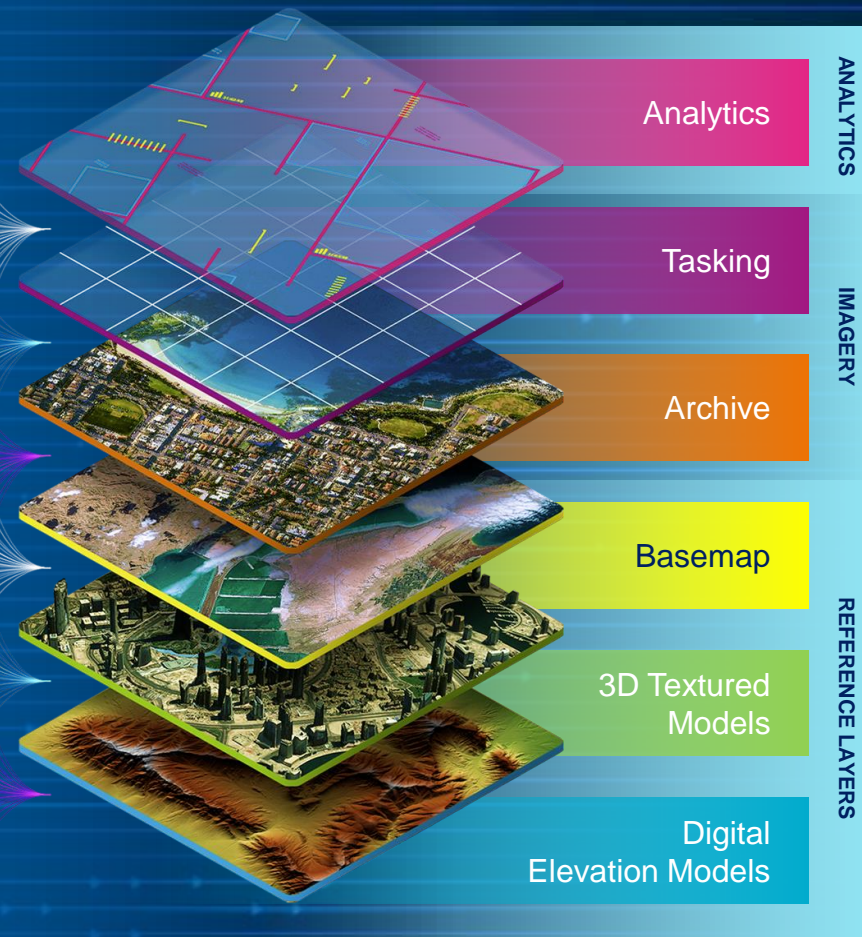 Analytics
ANALYTICS
Tasking
IMAGERY
Archive
Basemap
3D Textured
Models
REFERENCE LAYERS
Digital
Elevation Models